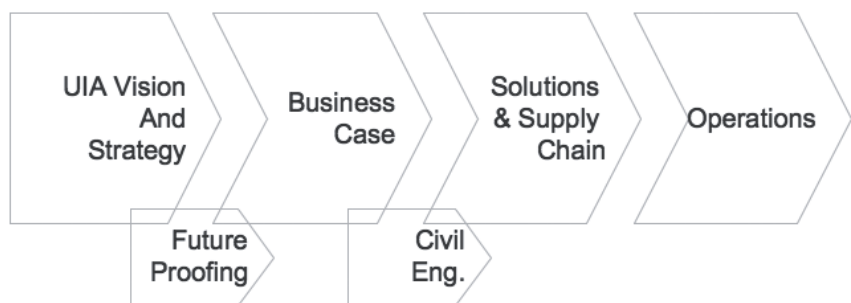 UIA Vision
And
Strategy
Business
Case
Solutions
& Supply
Chain
Operations
Future
Proofing
Civil
Eng.